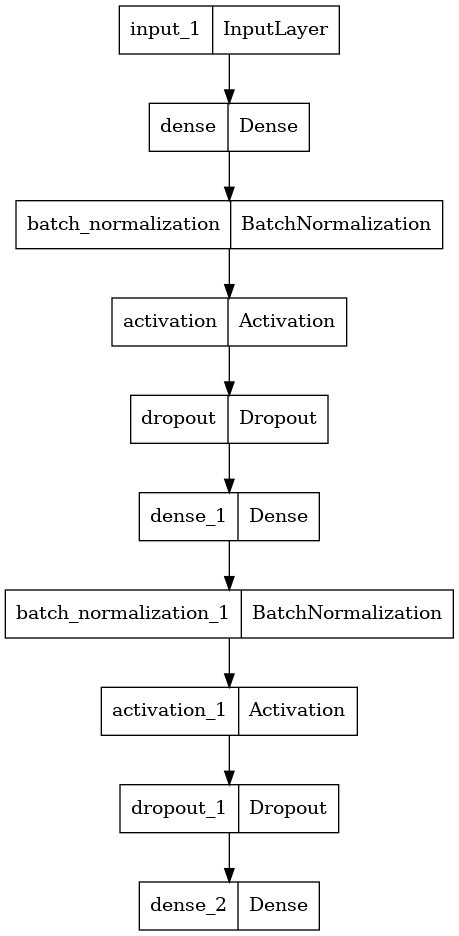 input_1 InputLayer
dense Dense
batch_normalization BatchNormalization
activation Activation
dropout Dropout
dense_1 Dense
batch_normalization_1 BatchNormalization
activation_1 Activation
dropout_1 Dropout
dense_2 Dense